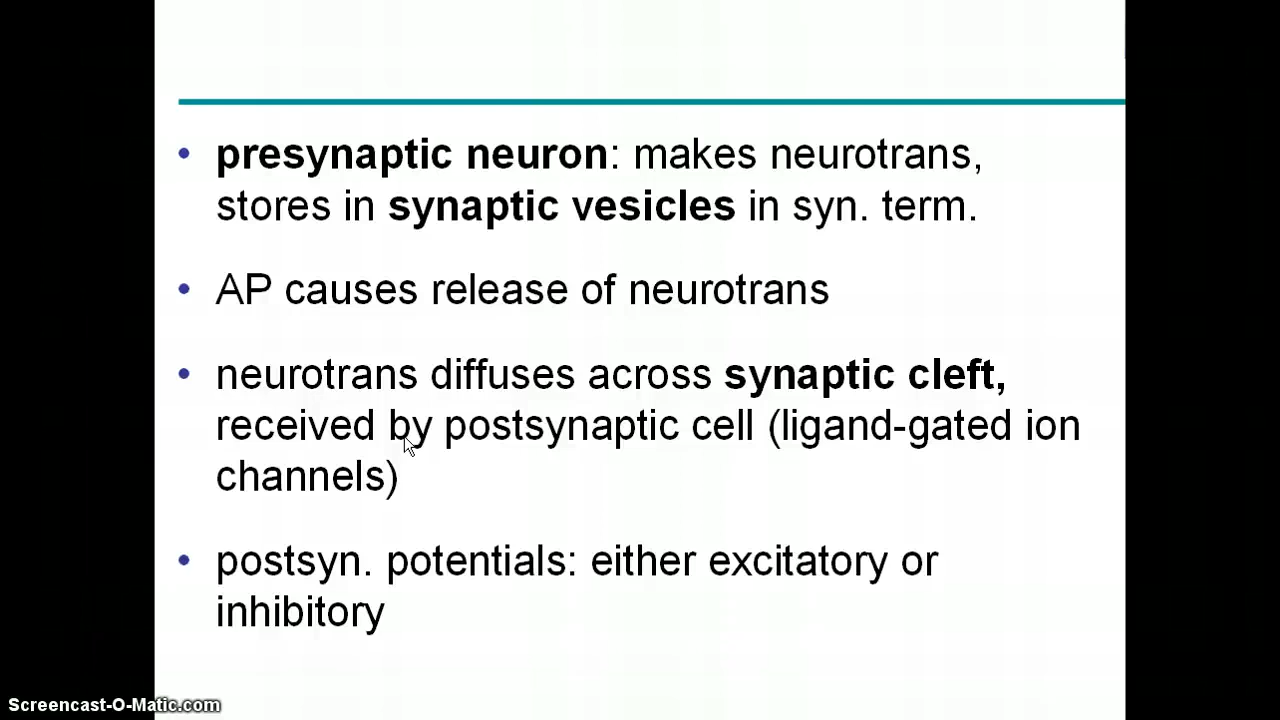 • presynaptic neuron: makes neurotrans,
stores in synaptic vesicles in syn. term.
• AP causes release of neurotrans
• neurotrans diffuses across synaptic cleft,
received by postsynaptic cell (ligand-gated ion
channels)
• postsyn. potentials: either excitatory or
inhibitory
Screencast-O-Matic.com